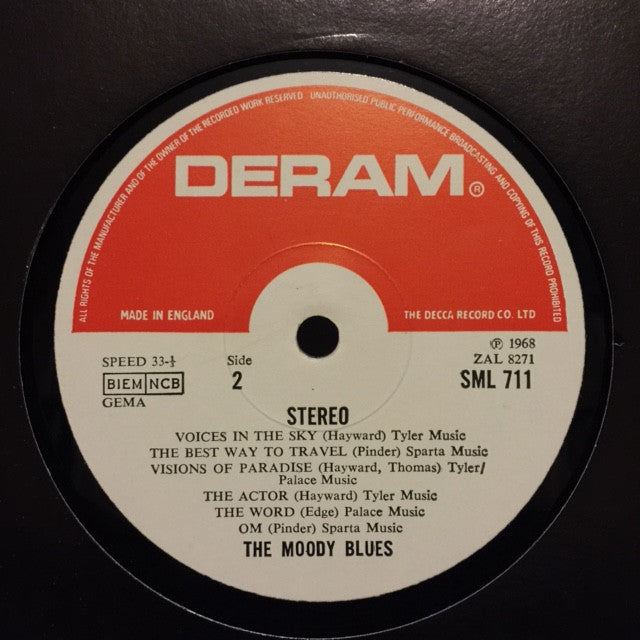 ALL RIGHTS OF THE MANUFACTURER AND OF THE OWNER OF THE RECORDED WORK RESERVED UNAUTHORISED PUBLIC PERFORMANCE BROADCASTING AND COPYING OF THIS RECORD PROHIBITED
DERAM®
MADE IN ENGLAND THE DECCA RECORD CO. LTD
SPEED 33-⅓ Side ℗ 1968
BIEM NCB 2 ZAL 8271
GEMA SML 711
STEREO
VOICES IN THE SKY (Hayward) Tyler Music
THE BEST WAY TO TRAVEL (Pinder) Sparta Music
VISIONS OF PARADISE (Hayward, Thomas) Tyler/
Palace Music
THE ACTOR (Hayward) Tyler Music
THE WORD (Edge) Palace Music
OM (Pinder) Sparta Music
THE MOODY BLUES